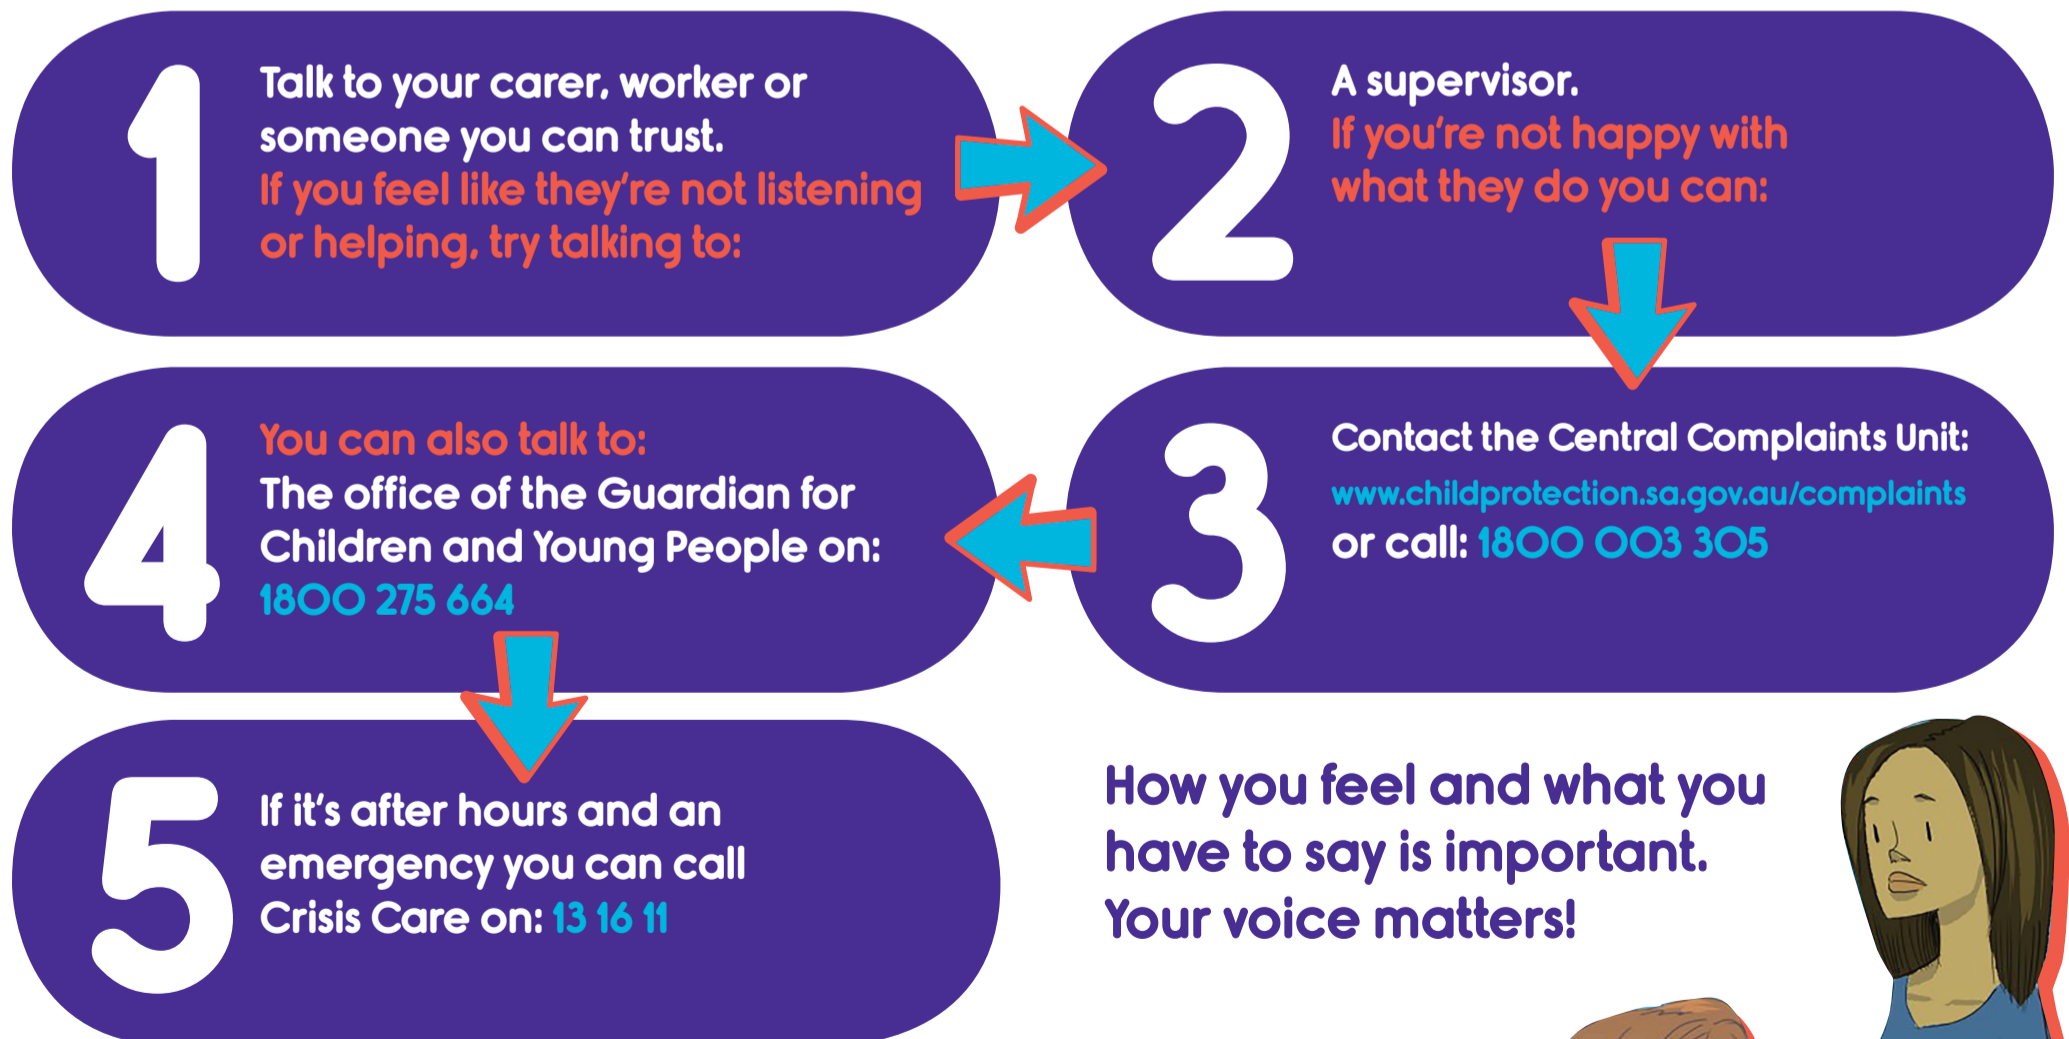 1
Talk to your carer, worker or
someone you can trust.
If you feel like they're not listening
or helping, try talking to:
2
A supervisor.
If you're not happy with
what they do you can:
3
Contact the Central Complaints Unit:
www.childprotection.sa.gov.au/complaints
or call: 1800 003 305
4
You can also talk to:
The office of the Guardian for
Children and Young People on:
1800 275 664
5
If it's after hours and an
emergency you can call
Crisis Care on: 13 16 11
How you feel and what you
have to say is important.
Your voice matters!